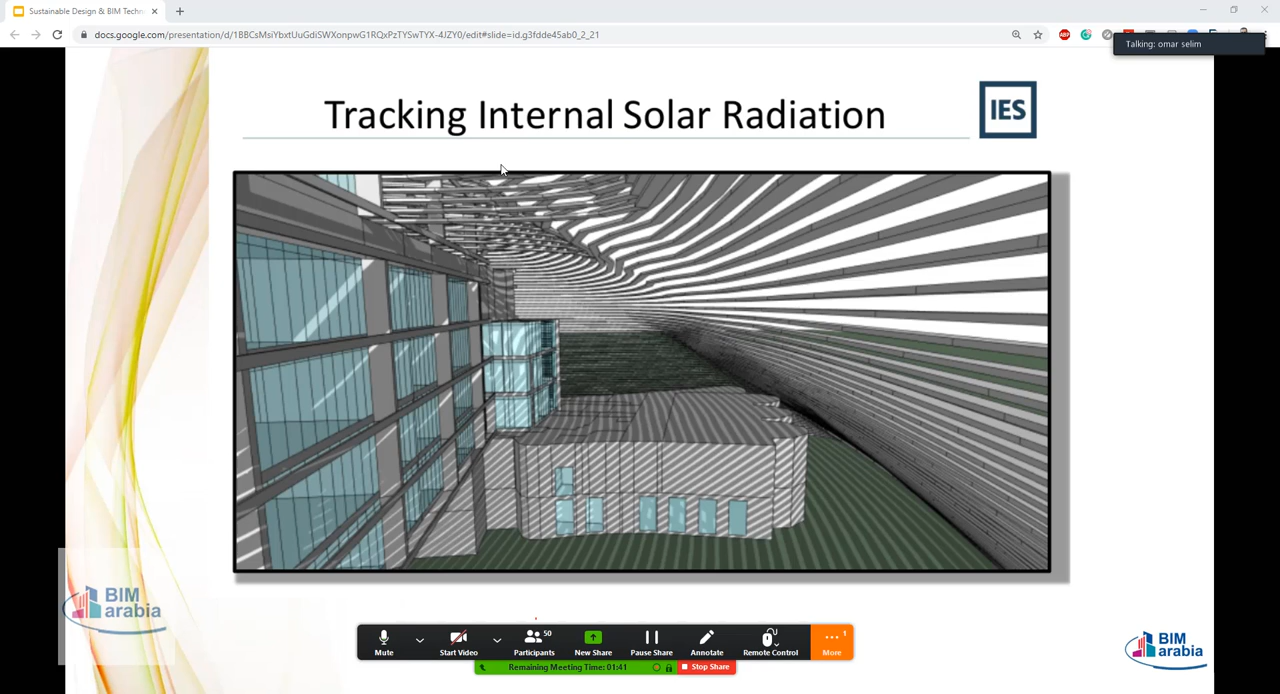 Sustainable Design & BIM Techn
docs.google.com/presentation/d/1BBCsMsiYbxtUuGdiSWXonpwG1RQxPzTYSwTYX-4JZY0/edit#slide=id.g3fdde45ab0_2_21
ABP
Talking: omar selim
Tracking Internal Solar Radiation
IES
BIM
arabia
50
1
Mute
Start Video
Participants
New Share
Pause Share
Annotate
Remote Control
More
Remaining Meeting Time: 01:41
Stop Share
BIM
arabia